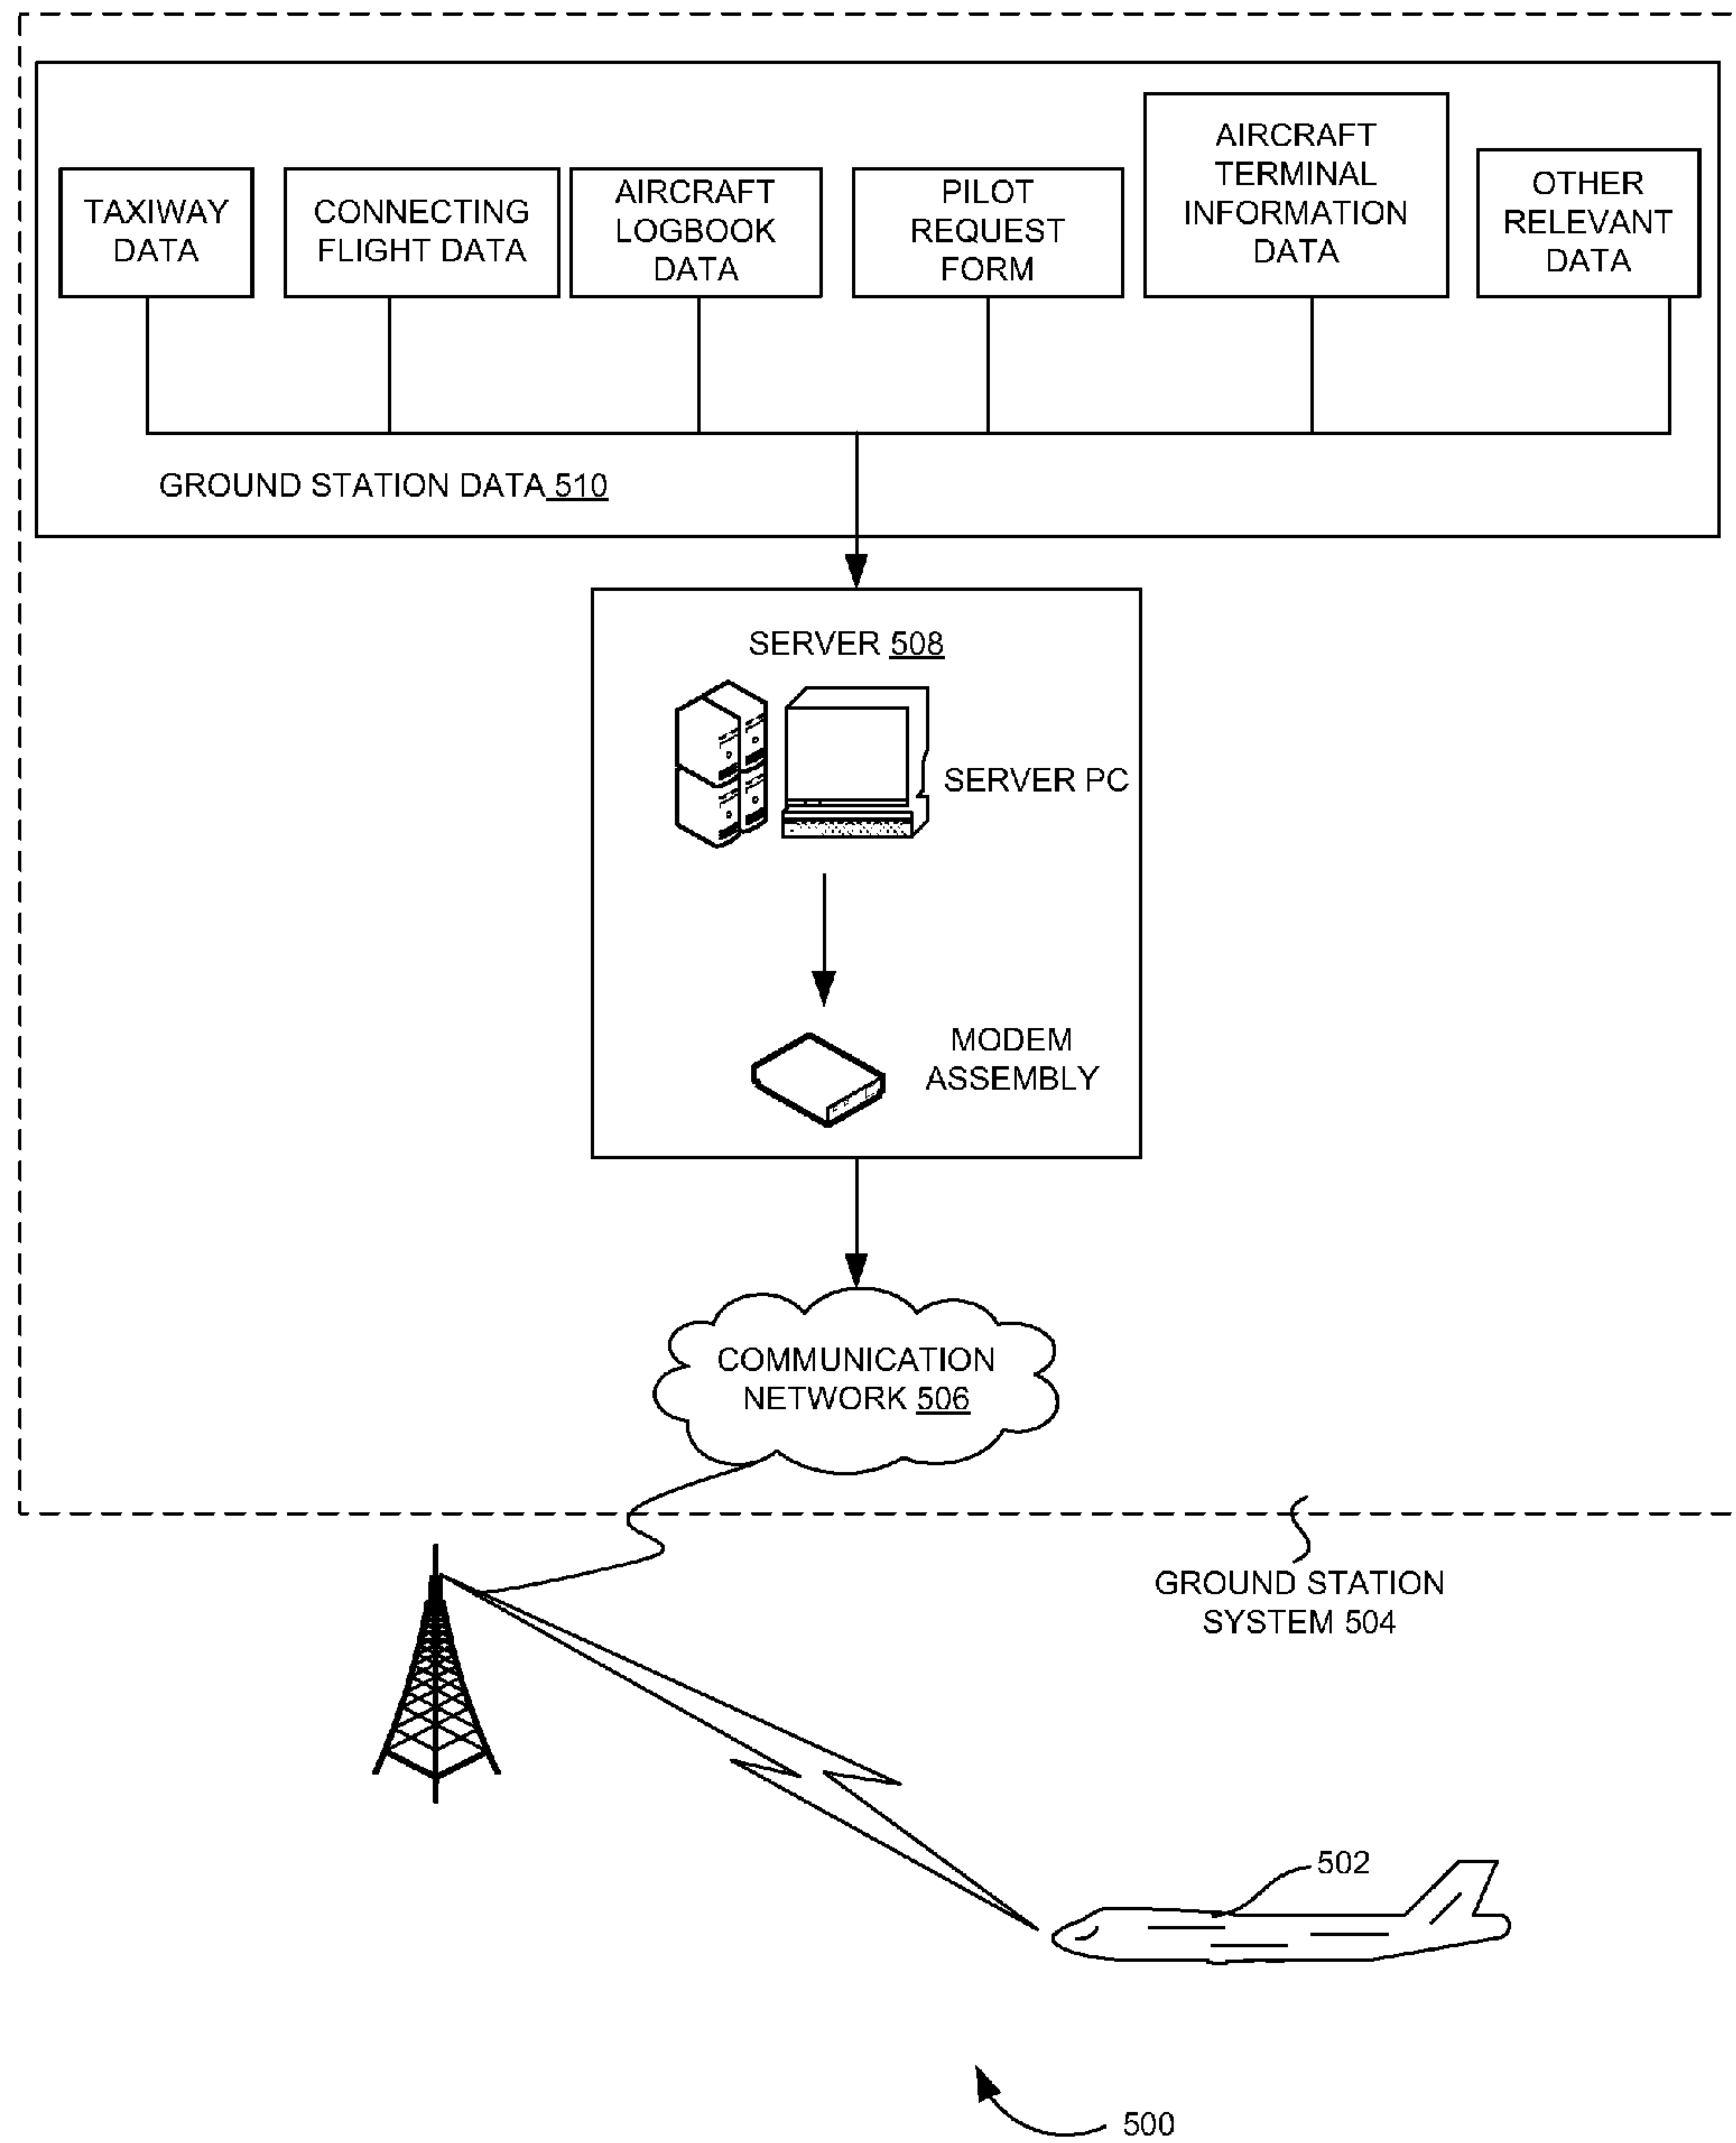 TAXIWAY
DATA
CONNECTING
FLIGHT DATA
AIRCRAFT
LOGBOOK
DATA
PILOT
REQUEST
FORM
AIRCRAFT
TERMINAL
INFORMATION
DATA
OTHER
RELEVANT
DATA
GROUND STATION DATA 510
SERVER 508
SERVER PC
MODEM
ASSEMBLY
COMMUNICATION
NETWORK 506
GROUND STATION
SYSTEM 504
502
500